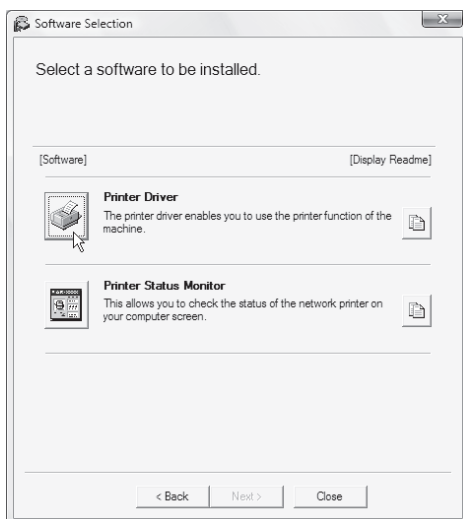 Software Selection
X
Select a software to be installed.
[Software] [Display Readme]
Printer Driver
The printer driver enables you to use the printer function of the
machine.
Printer Status Monitor
This allows you to check the status of the network printer on
your computer screen.
< Back Next > Close